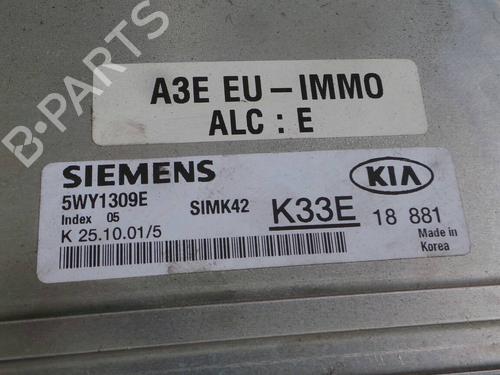 A3E EU-IMMO
ALC : E
SIEMENS
KIA
5WY1309E
Index 05
SIMK42
K33E
18 881
K 25.10.01/5
Made in
Korea
B-PARTS